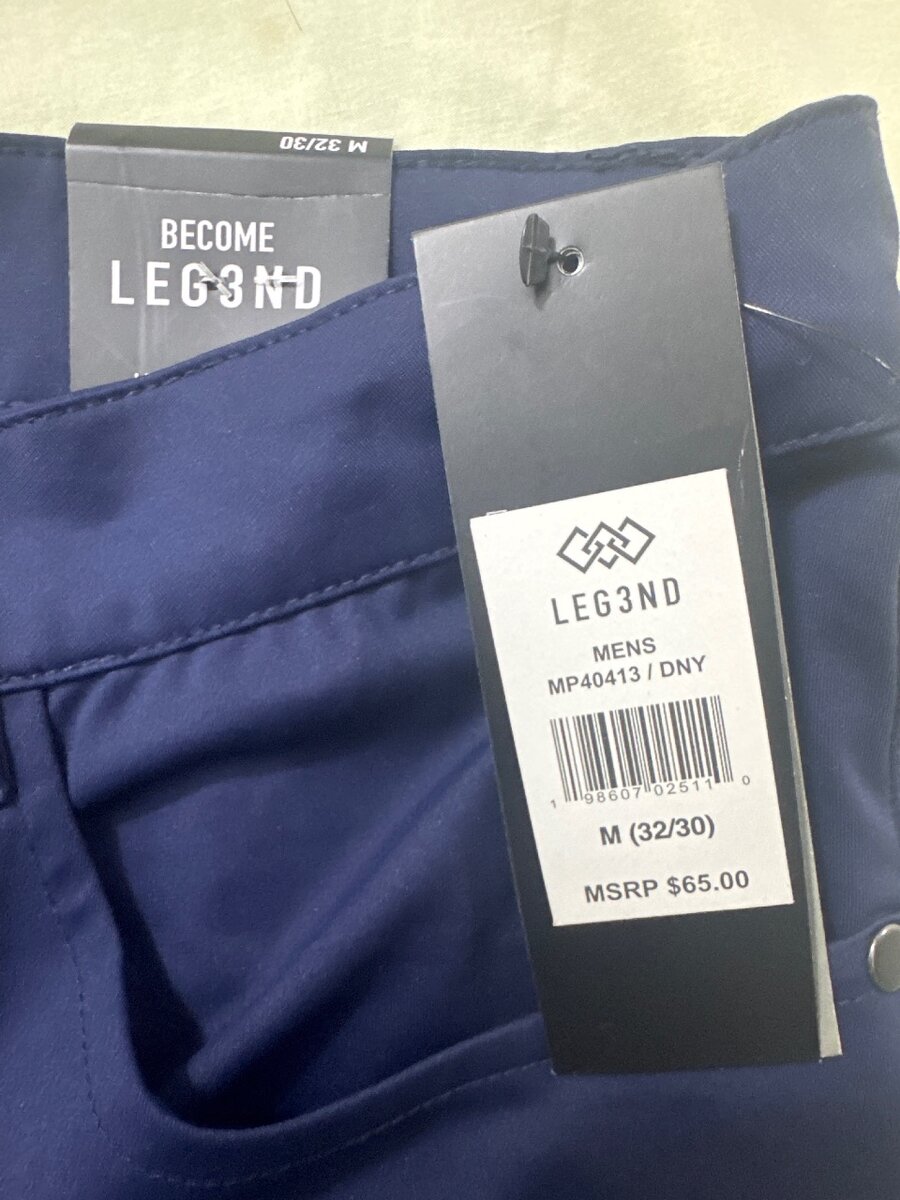 M 32/30
BECOME
LEG3ND
LEG3ND
MENS
MP40413 / DNY
1 98607 02511 0
M (32/30)
MSRP $65.00